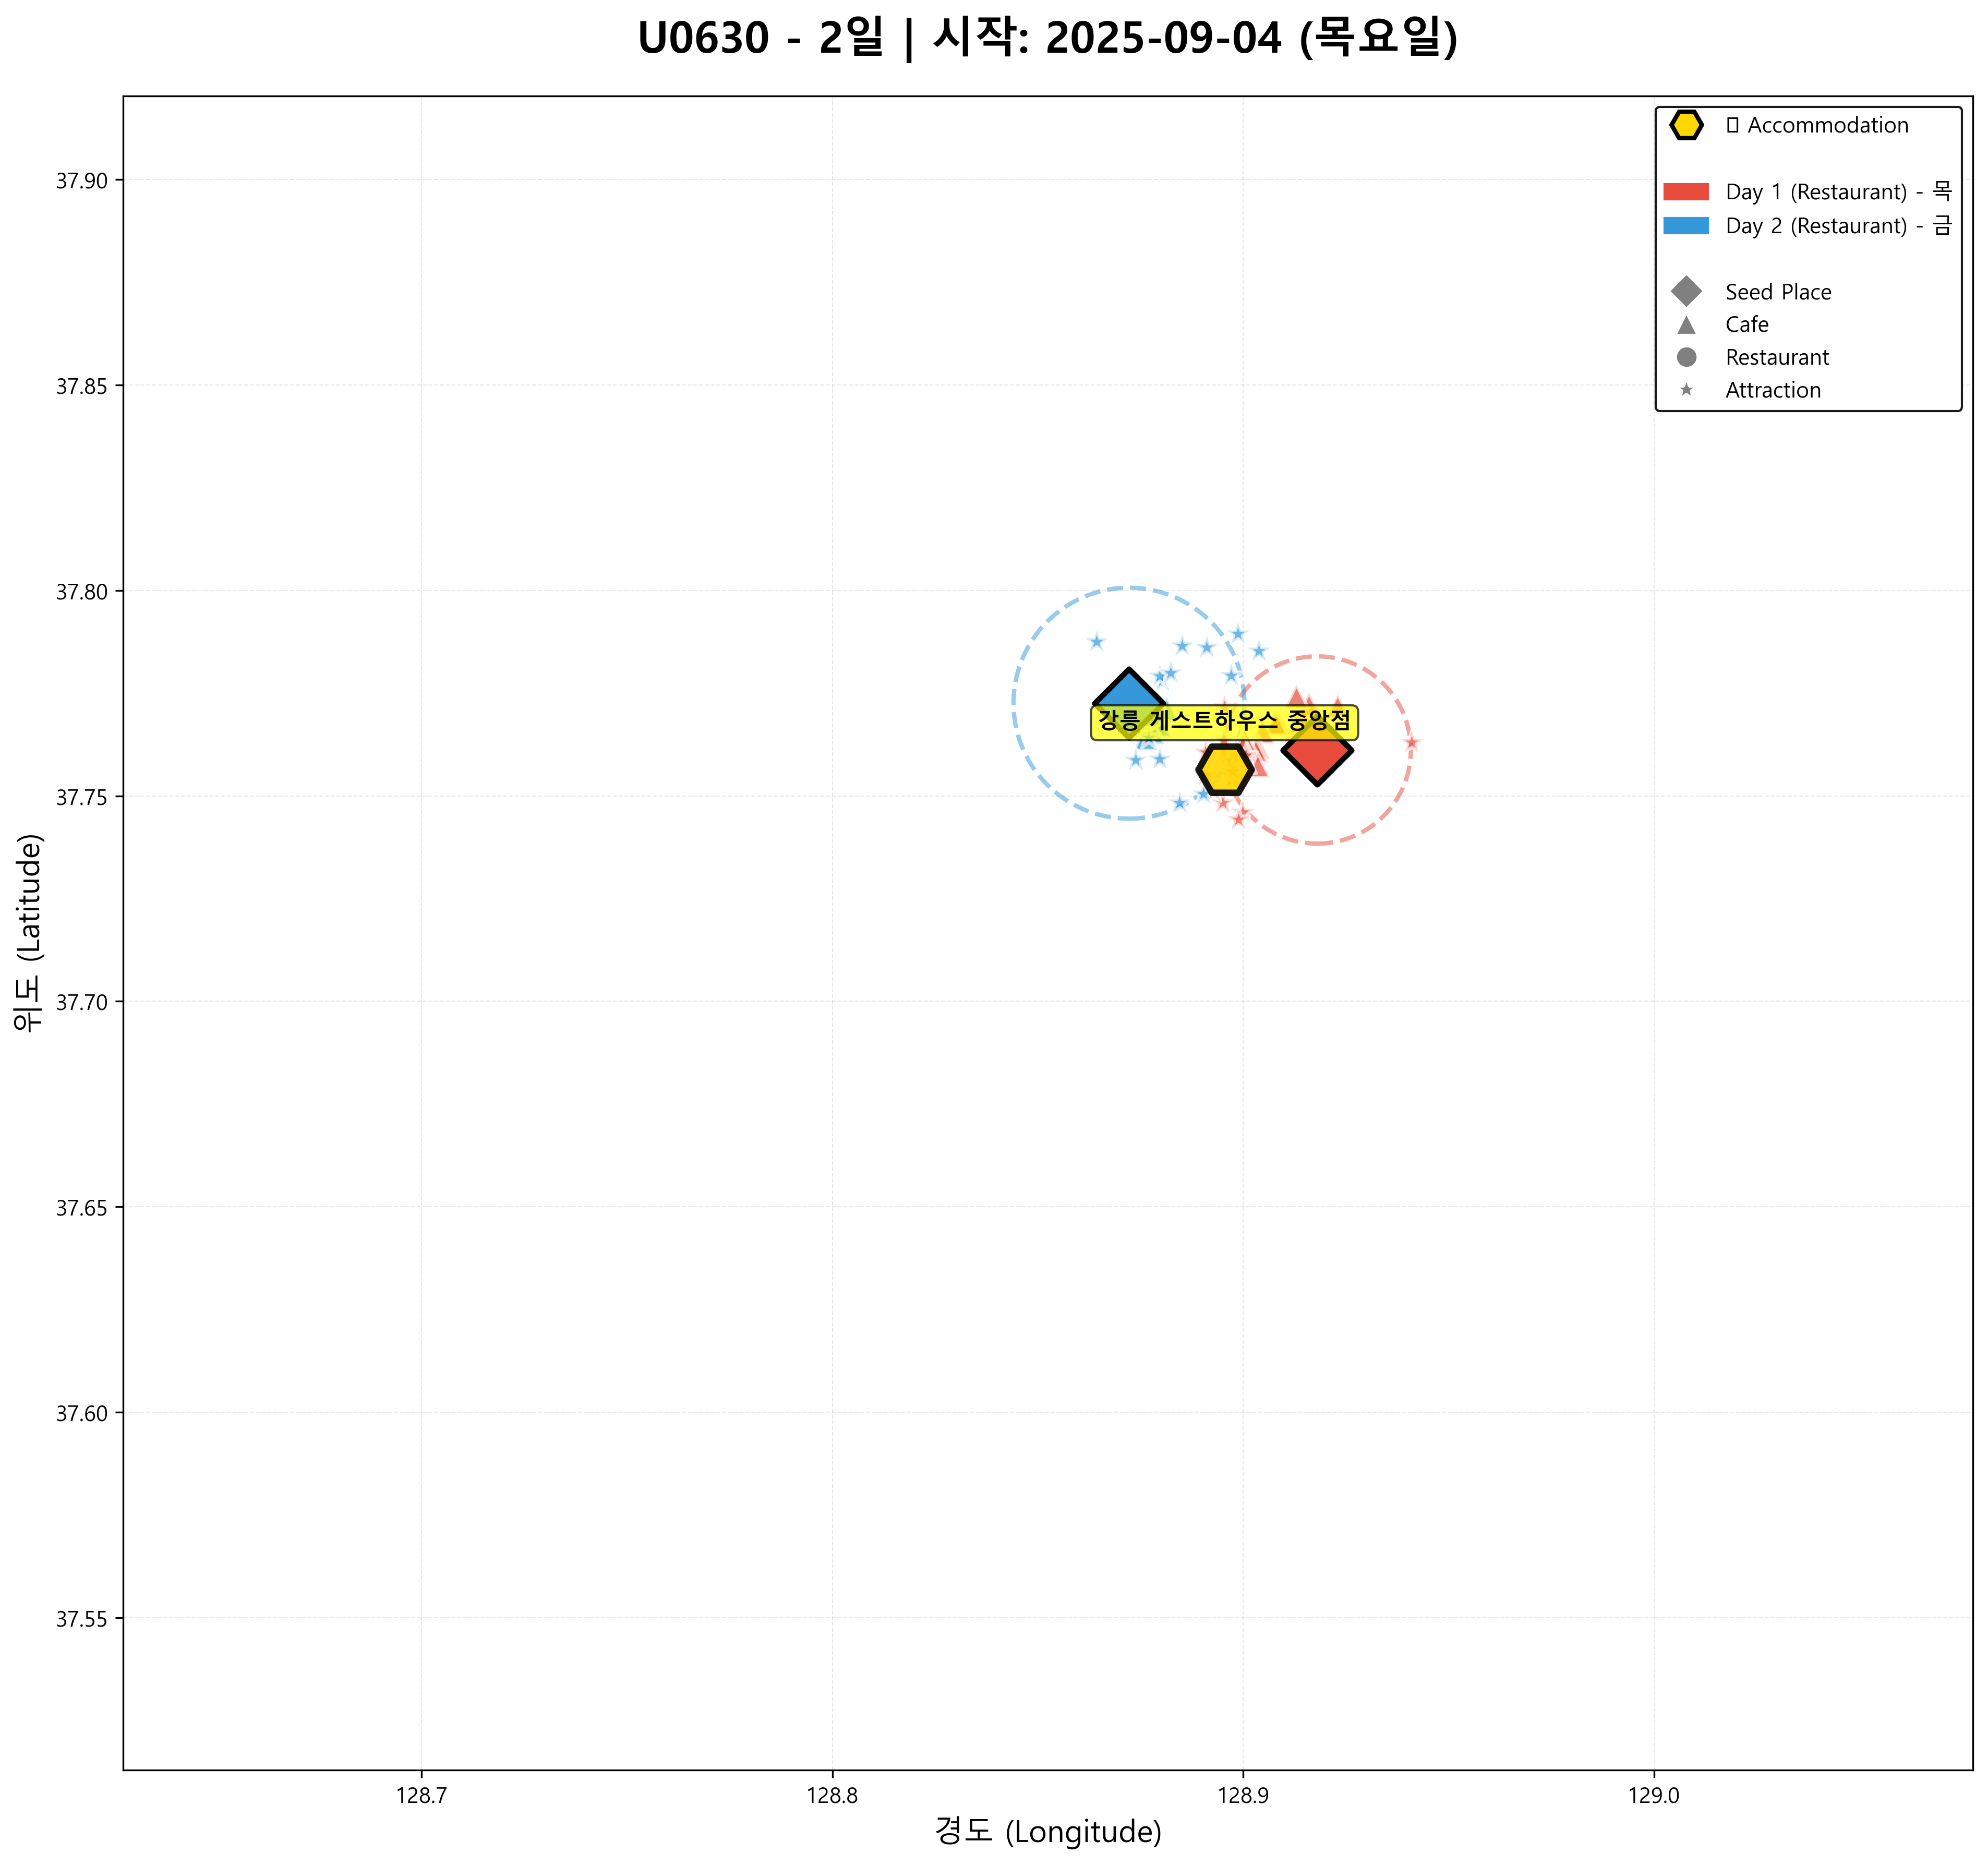 U0630 - 2일 | 시작: 2025-09-04 (목요일)
Accommodation
Day 1 (Restaurant) - 목
Day 2 (Restaurant) - 금
Seed Place
Cafe
Restaurant
Attraction
37.90
37.85
37.80
37.75
37.70
37.65
37.60
37.55
강릉 게스트하우스 중앙점
위도 (Latitude)
128.7
128.8
128.9
129.0
경도 (Longitude)